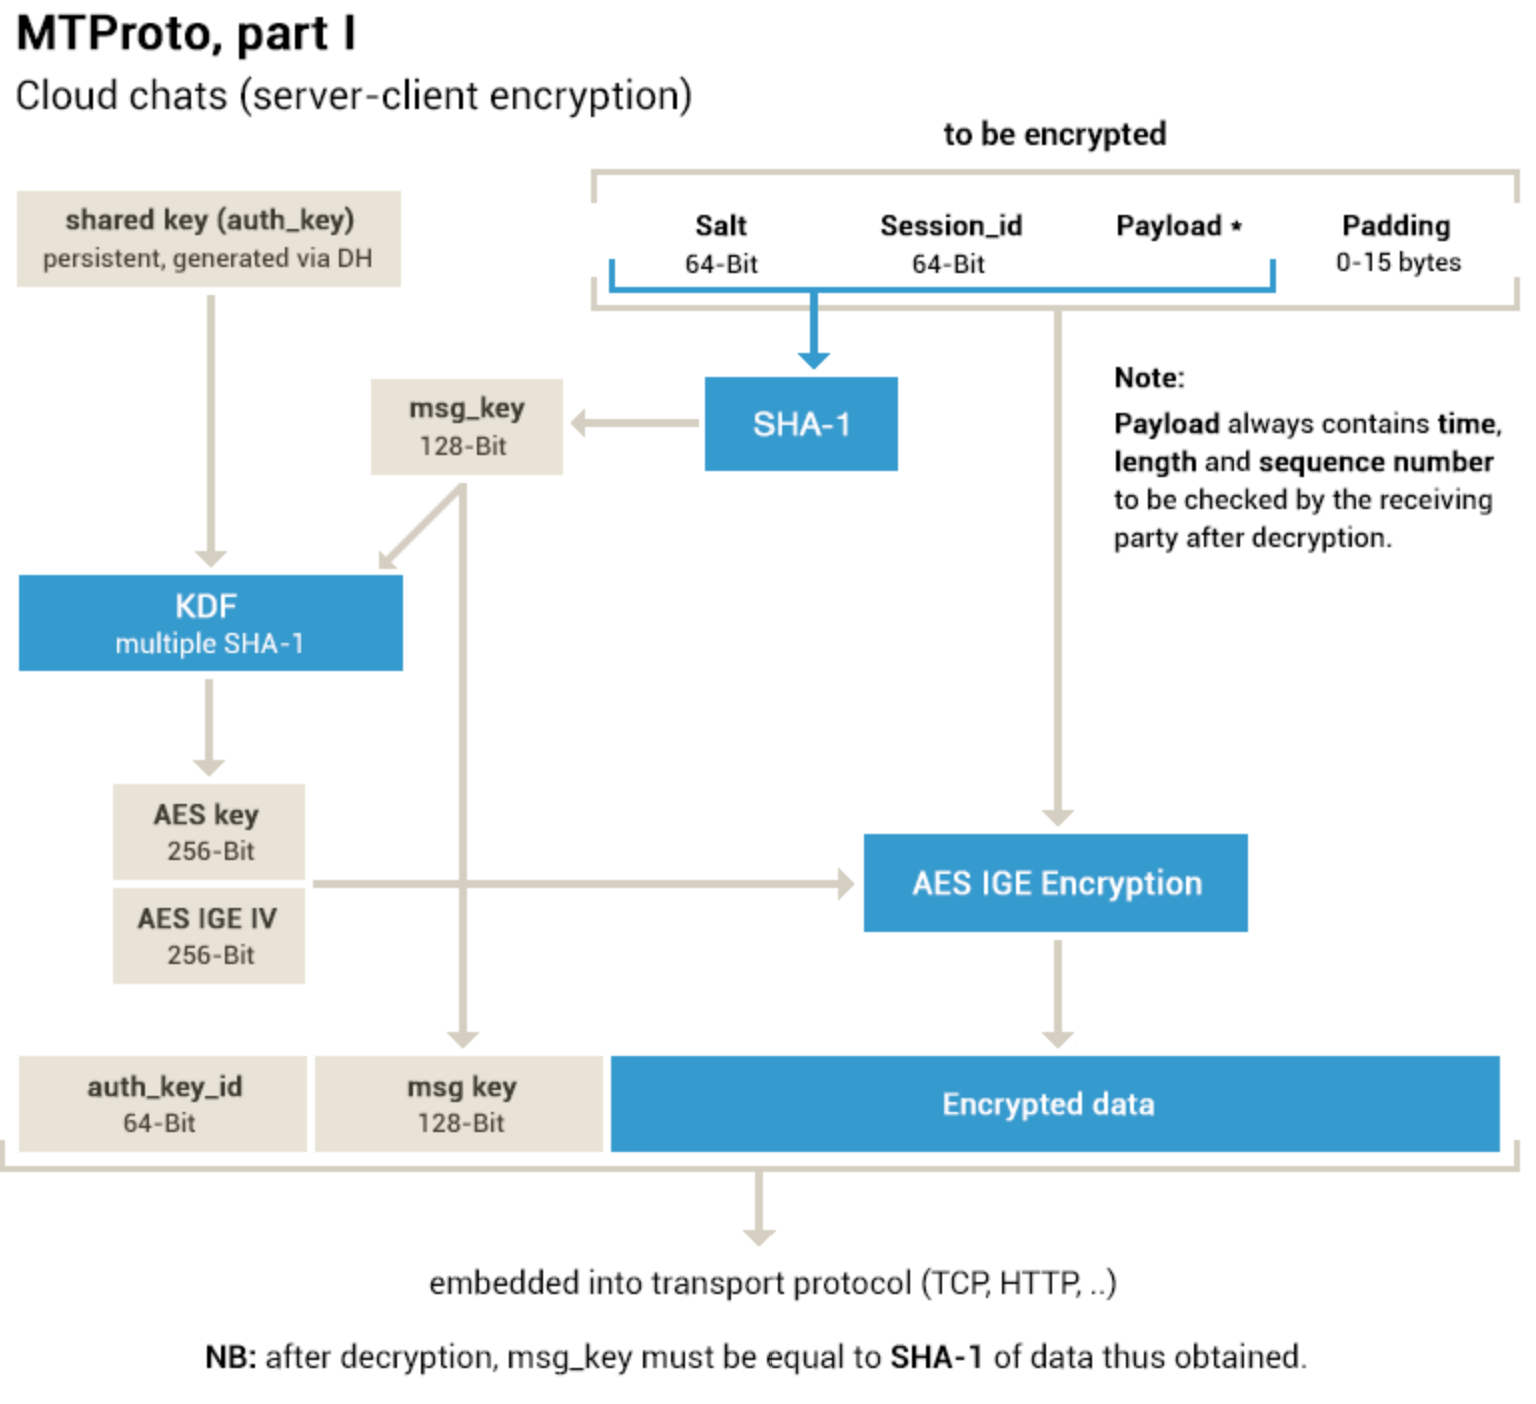 MTProto, part I
Cloud chats (server-client encryption)
to be encrypted
shared key (auth_key)
persistent, generated via DH
Salt
64-Bit
Session_id
64-Bit
Payload *
Padding
0-15 bytes
msg_key
128-Bit
SHA-1
Note:
Payload always contains time,
length and sequence number
to be checked by the receiving
party after decryption.
KDF
multiple SHA-1
AES key
256-Bit
AES IGE IV
256-Bit
AES IGE Encryption
auth_key_id
64-Bit
msg key
128-Bit
Encrypted data
embedded into transport protocol (TCP, HTTP, ..)
NB: after decryption, msg_key must be equal to SHA-1 of data thus obtained.